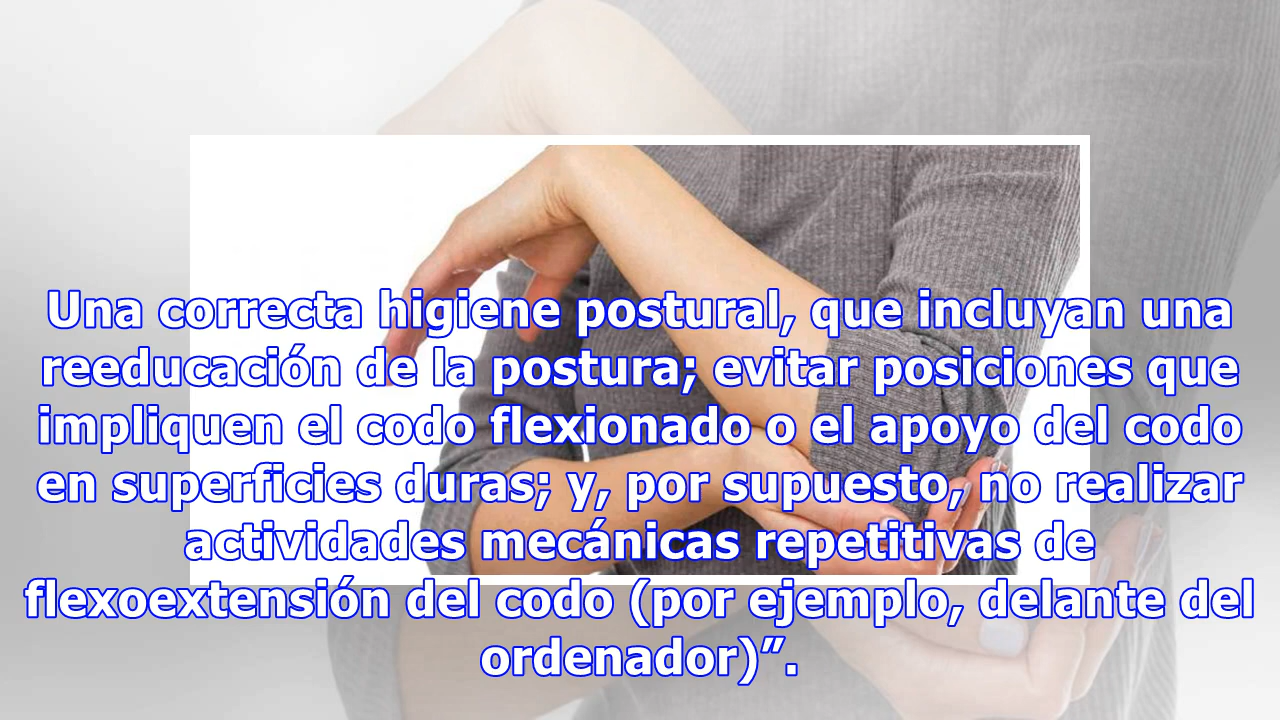 Una correcta higiene postural, que incluyan una
reeducación de la postura; evitar posiciones que
impliquen el codo flexionado o el apoyo del codo
en superficies duras; y, por supuesto, no realizar
actividades mecánicas repetitivas de
flexoextensión del codo (por ejemplo, delante del
ordenador)”.